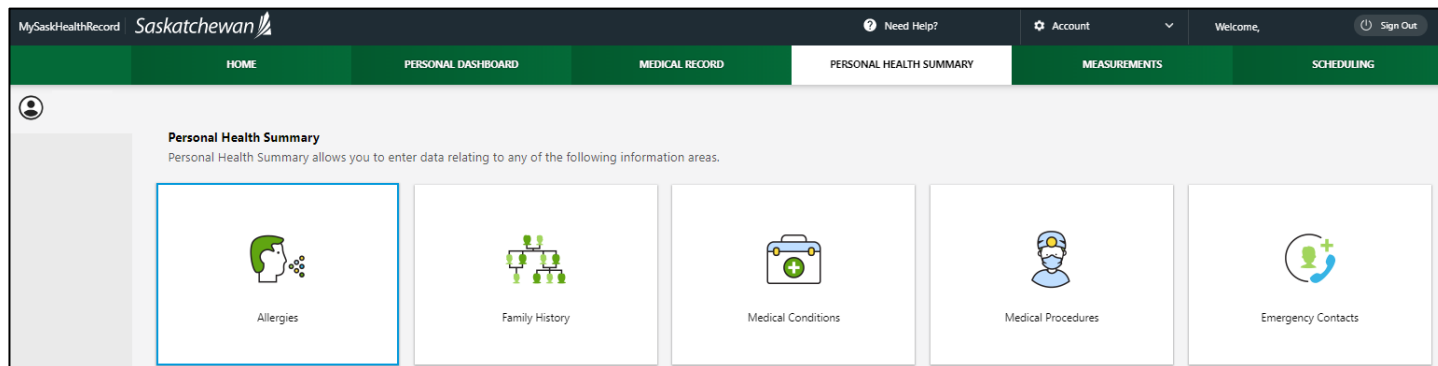 MySaskHealthRecord Saskatchewan Need Help? Account Welcome, Sign Out
HOME PERSONAL DASHBOARD MEDICAL RECORD PERSONAL HEALTH SUMMARY MEASUREMENTS SCHEDULING
Personal Health Summary
Personal Health Summary allows you to enter data relating to any of the following information areas.
Allergies Family History Medical Conditions Medical Procedures Emergency Contacts